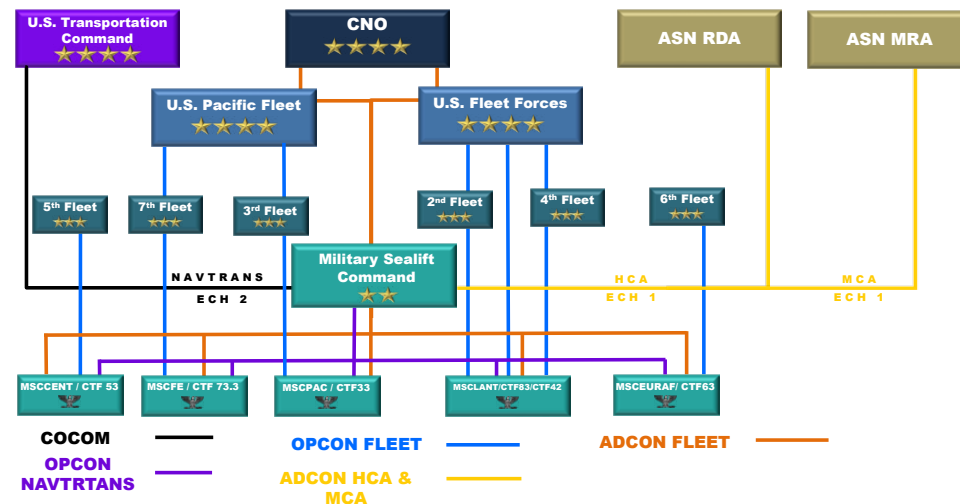 U.S. Transportation
Command
CNO
ASN RDA
ASN MRA
U.S. Pacific Fleet
U.S. Fleet Forces
5th Fleet
7th Fleet
3rd Fleet
2nd Fleet
4th Fleet
6th Fleet
Military Sealift
Command
NAVTRANS
ECH 2
HCA
ECH 1
MCA
ECH 1
MSCCENT / CTF 53
MSCFE / CTF 73.3
MSCPAC / CTF33
MSCLANT/CTF83/CTF42
MSCEURAF/ CTF63
COCOM
OPCON FLEET
ADCON FLEET
OPCON
NAVTRTANS
ADCON HCA &
MCA